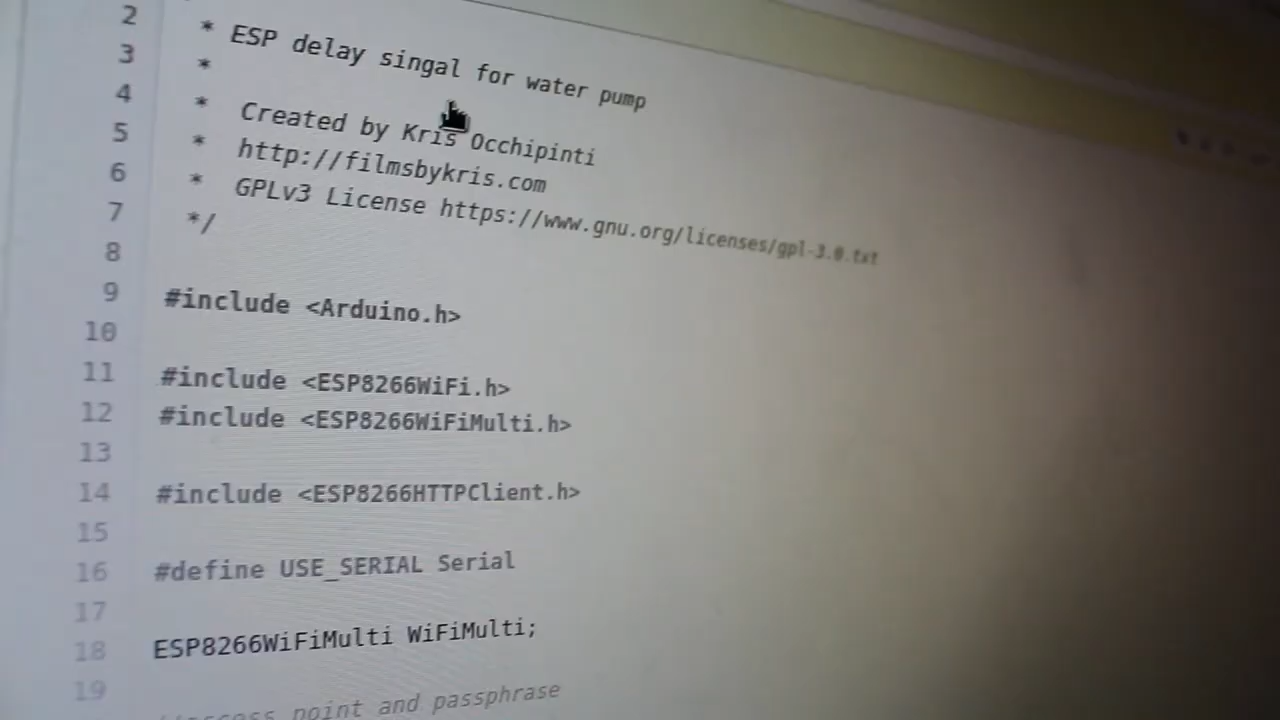 2 * ESP delay singal for water pump
3 *
4 * Created by Kris Occhipinti
5 * http://filmsbykris.com
6 * GPLv3 License https://www.gnu.org/licenses/gpl-3.0.txt
7 */
8
9 #include <Arduino.h>
10
11 #include <ESP8266WiFi.h>
12 #include <ESP8266WiFiMulti.h>
13
14 #include <ESP8266HTTPClient.h>
15
16 #define USE_SERIAL Serial
17
18 ESP8266WiFiMulti WiFiMulti;
19
point and passphrase